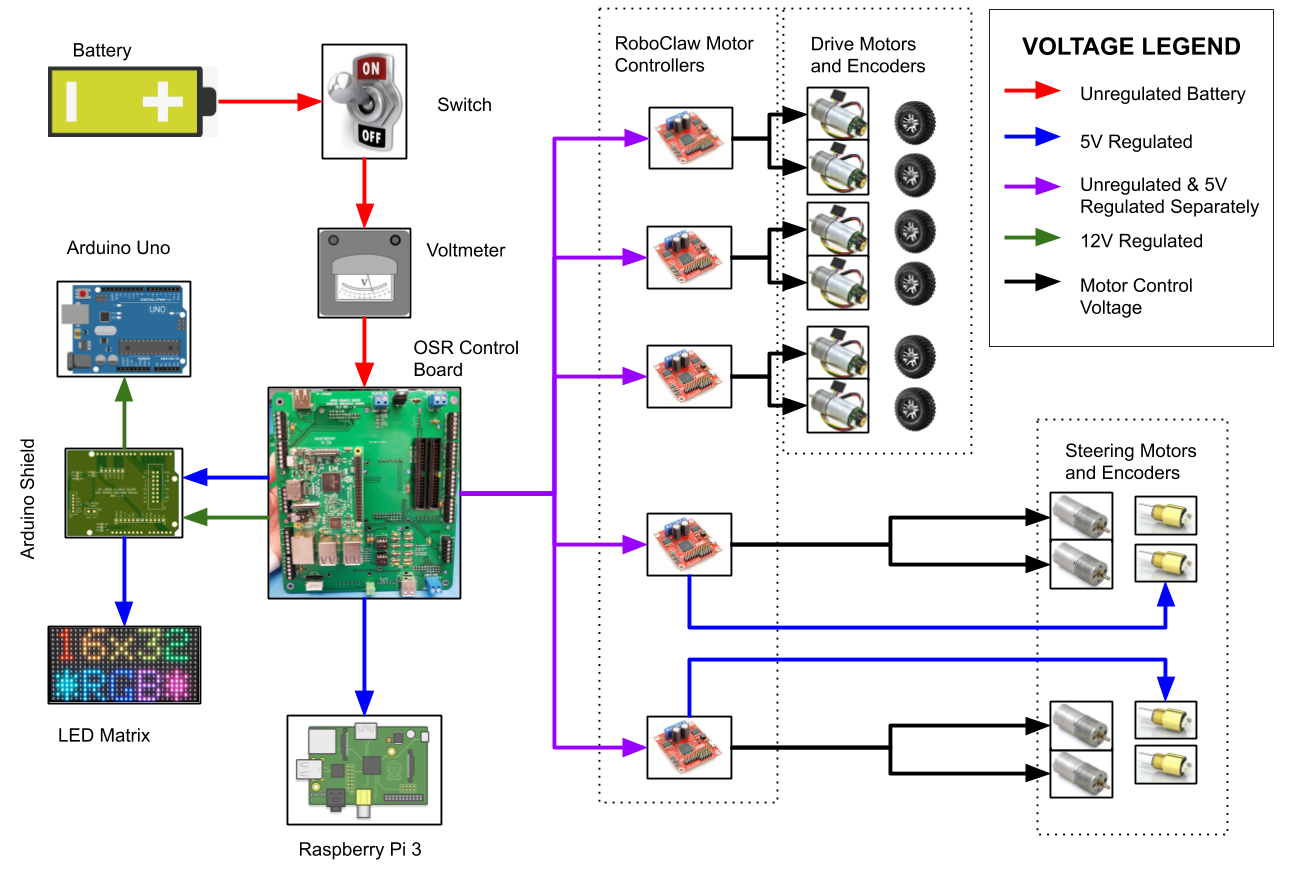 Battery
ON
OFF
Switch
Voltmeter
V
Arduino Uno
UNO
OSR Control
Board
Arduino Shield
16x32
*RGB*
LED Matrix
Raspberry Pi 3
RoboClaw Motor
Controllers
Drive Motors
and Encoders
Steering Motors
and Encoders
VOLTAGE LEGEND
Unregulated Battery
5V Regulated
Unregulated & 5V
Regulated Separately
12V Regulated
Motor Control
Voltage